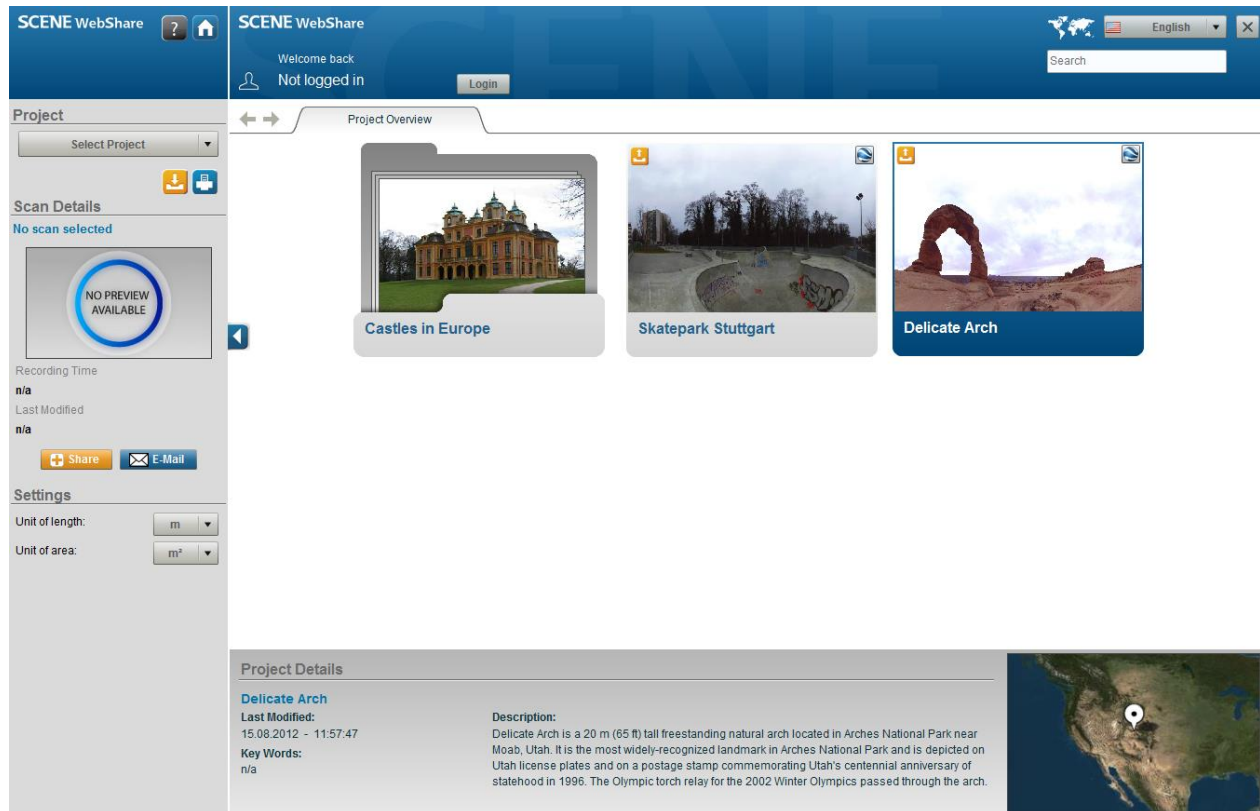 SCENE WebShare
?
Project
Select Project
Scan Details
No scan selected
NO PREVIEW
AVAILABLE
Recording Time
n/a
Last Modified
n/a
Share
E-Mail
Settings
Unit of length:
m
Unit of area:
m²
SCENE WebShare
SCENE
English
Welcome back
Not logged in
Login
Search
Project Overview
Castles in Europe
Skatepark Stuttgart
Delicate Arch
Project Details
Delicate Arch
Last Modified:
15.08.2012 - 11:57:47
Key Words:
n/a
Description:
Delicate Arch is a 20 m (65 ft) tall freestanding natural arch located in Arches National Park near
Moab, Utah. It is the most widely-recognized landmark in Arches National Park and is depicted on
Utah license plates and on a postage stamp commemorating Utah's centennial anniversary of
statehood in 1996. The Olympic torch relay for the 2002 Winter Olympics passed through the arch.